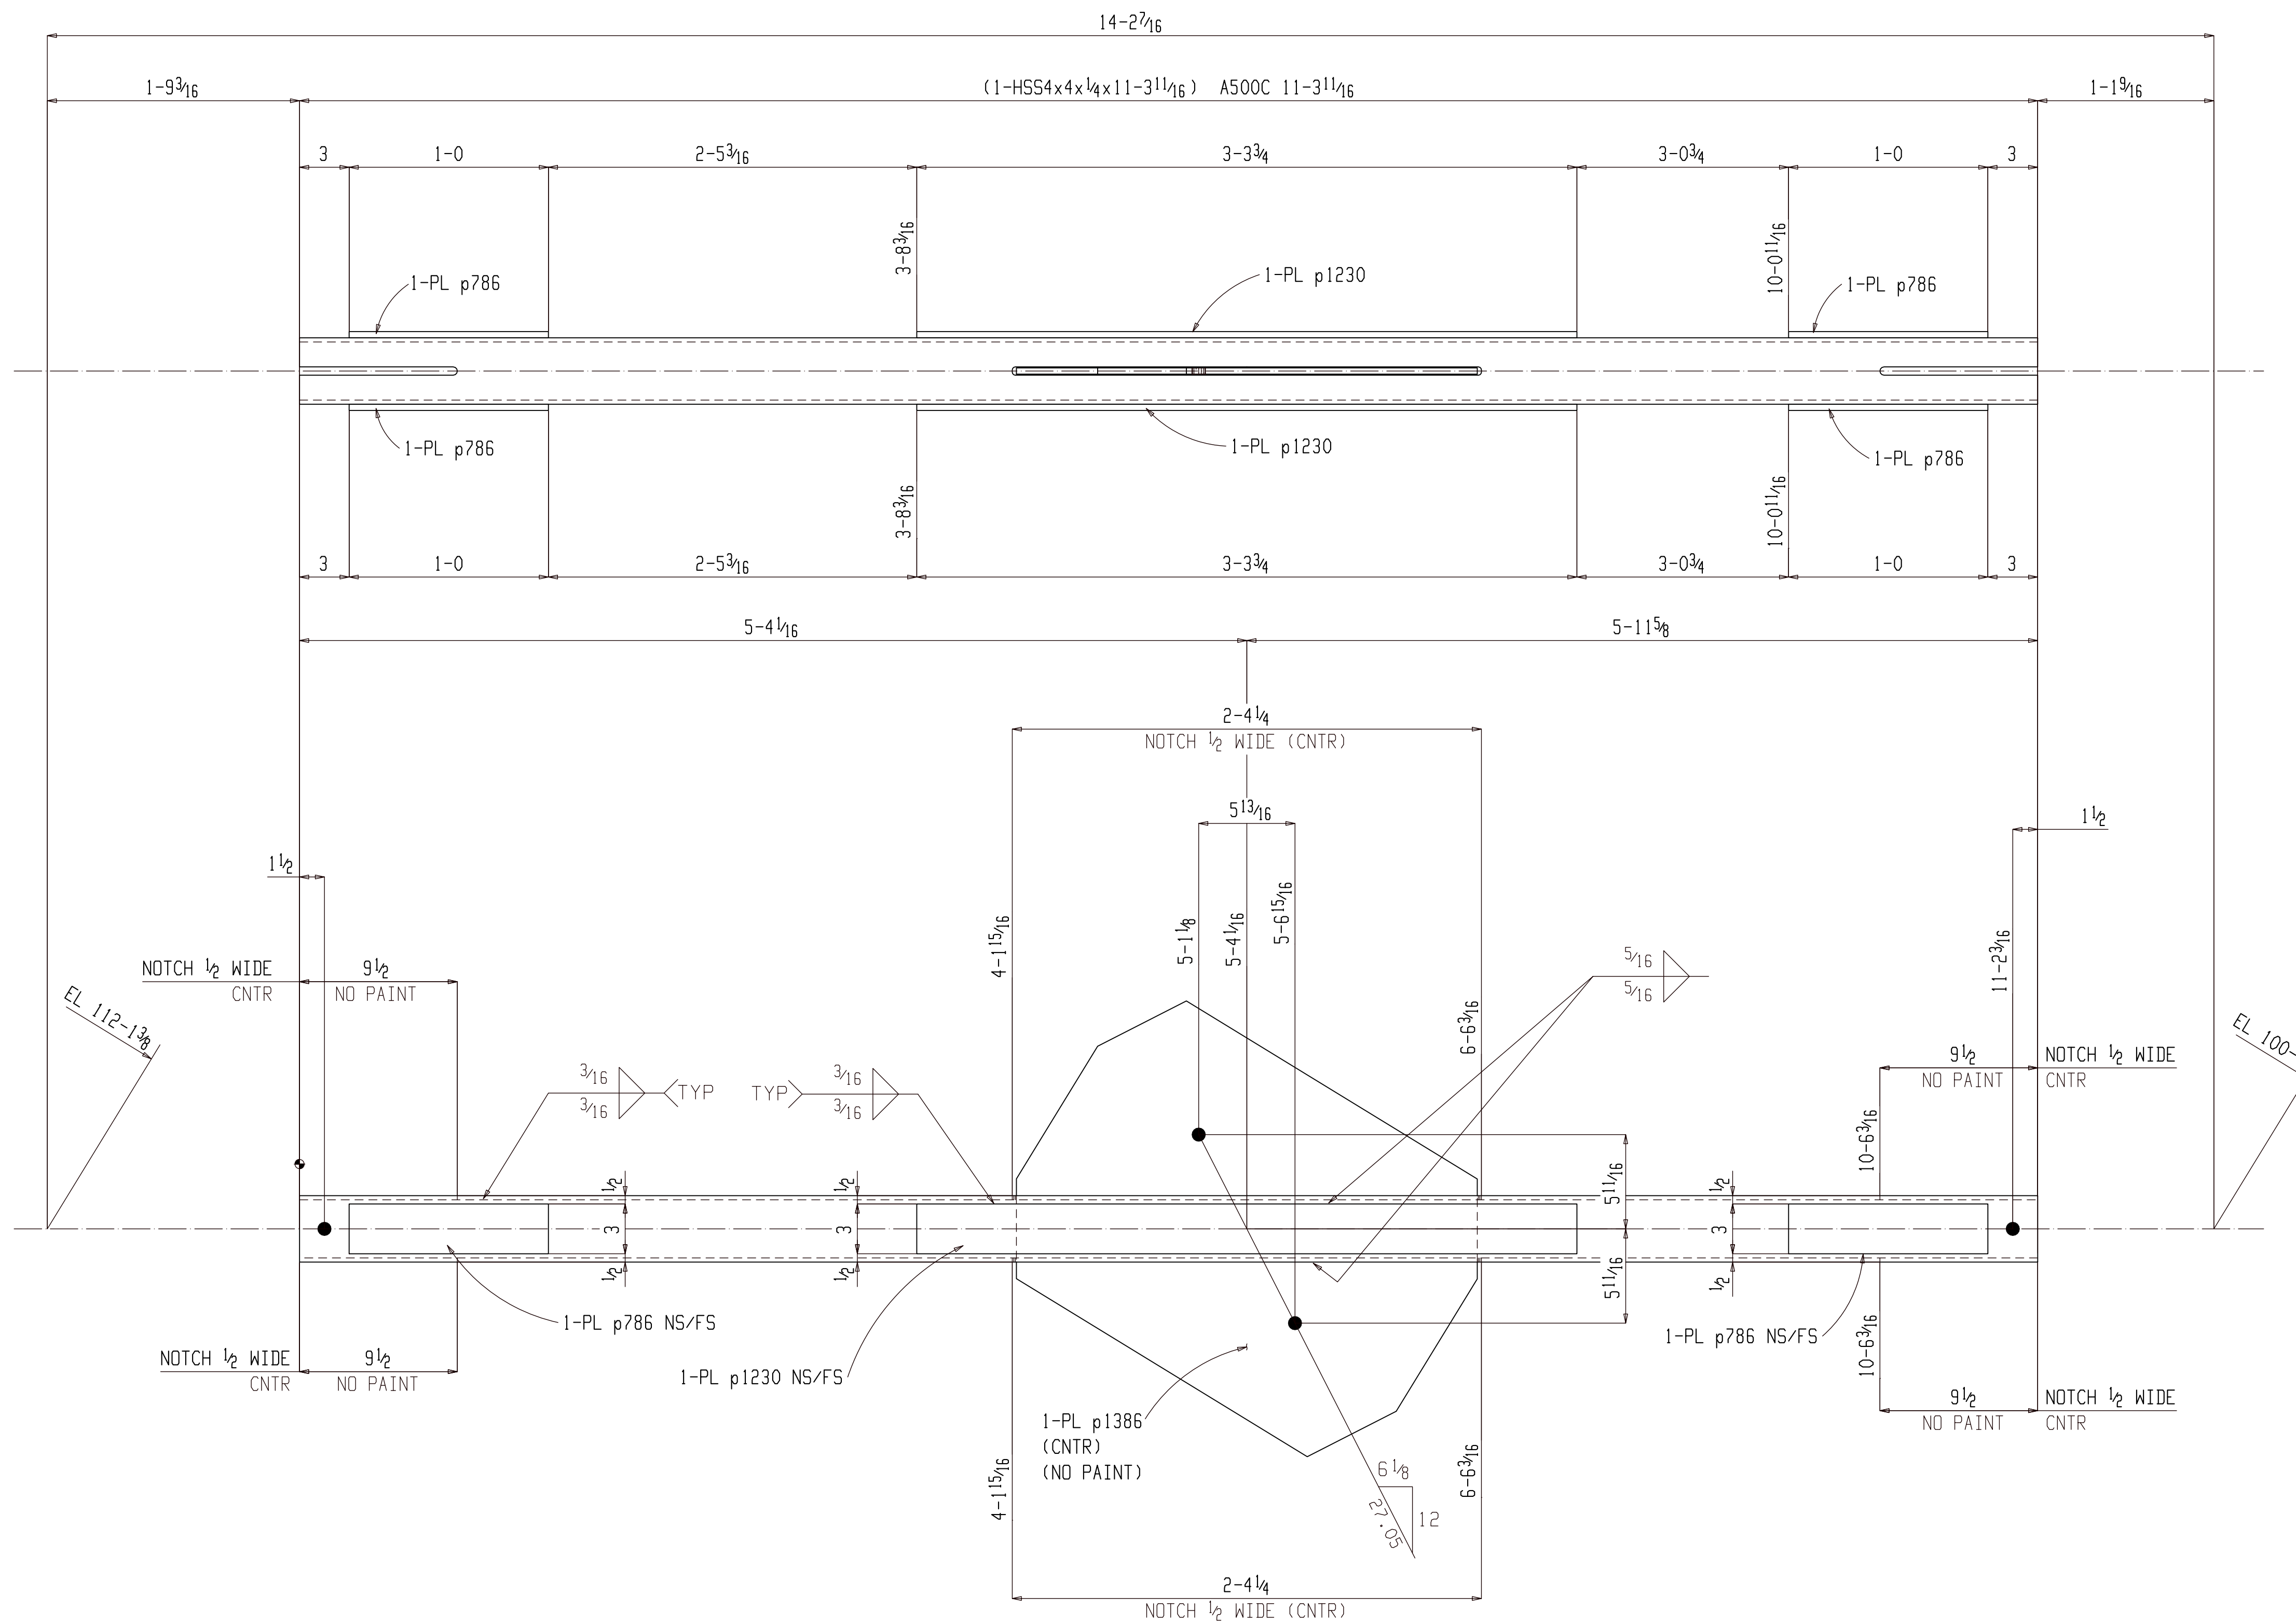 14-2 7/16
1-9 3/16
(1-HSS4x4x1/4x11-3 11/16) A500C 11-3 11/16
1-1 9/16
3
1-0
2-5 3/16
3-3 3/4
3-0 3/4
1-0
3
3-8 3/16
10-0 11/16
1-PL p786
1-PL p1230
1-PL p786
1-PL p786
1-PL p1230
1-PL p786
3-8 3/16
10-0 11/16
3
1-0
2-5 3/16
3-3 3/4
3-0 3/4
1-0
3
5-4 1/16
5-11 5/8
2-4 1/4
NOTCH 1/2 WIDE (CNTR)
5 13/16
1 1/2
1 1/2
4-1 15/16
5-1 1/8
5-4 1/16
5-6 15/16
6-6 3/16
11-2 3/16
5/16
5/16
NOTCH 1/2 WIDE
CNTR
9 1/2
NO PAINT
EL 112-1 3/8
EL 100-
9 1/2
NO PAINT
NOTCH 1/2 WIDE
CNTR
3/16
3/16
TYP
TYP
3/16
3/16
10-6 3/16
1/2
3
1/2
1/2
3
1/2
5 11/16
5 11/16
1/2
3
1/2
1-PL p786 NS/FS
1-PL p1230 NS/FS
1-PL p786 NS/FS
10-6 3/16
NOTCH 1/2 WIDE
CNTR
9 1/2
NO PAINT
9 1/2
NO PAINT
NOTCH 1/2 WIDE
CNTR
1-PL p1386
(CNTR)
(NO PAINT)
4-1 15/16
6-6 3/16
6 1/8
12
27.05
2-4 1/4
NOTCH 1/2 WIDE (CNTR)